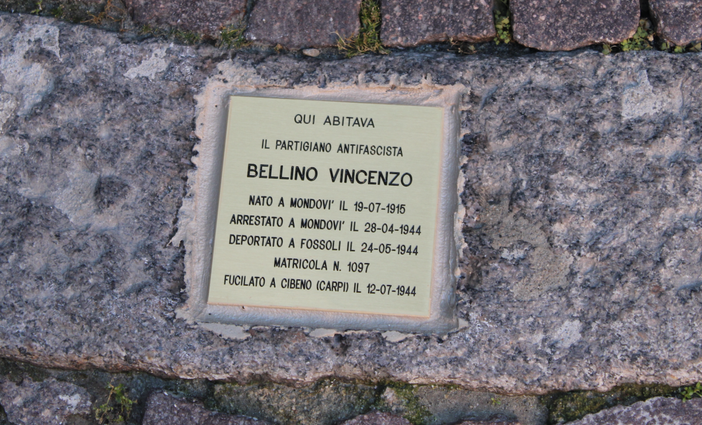 QUI ABITAVA
IL PARTIGIANO ANTIFASCISTA
BELLINO VINCENZO
NATO A MONDOVI' IL 19-07-1915
ARRESTATO A MONDOVI' IL 28-04-1944
DEPORTATO A FOSSOLI IL 24-05-1944
MATRICOLA N. 1097
FUCILATO A CIBENO (CARPI) IL 12-07-1944